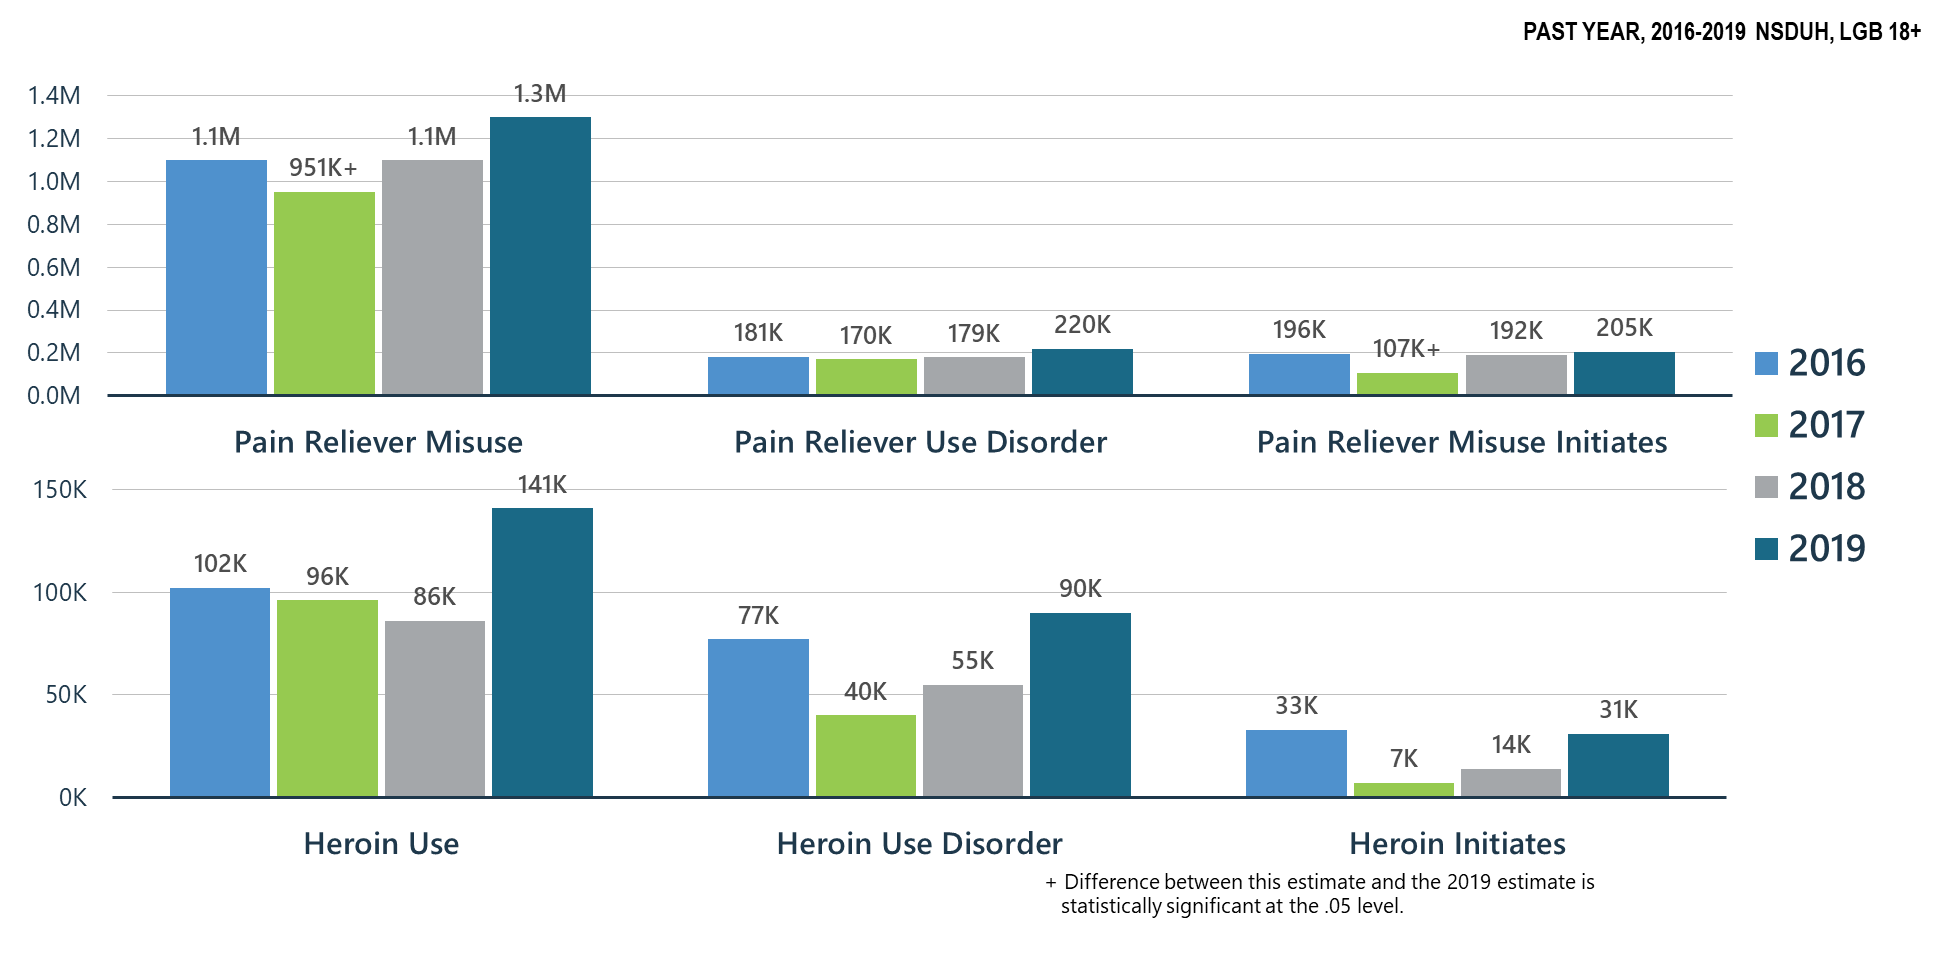 PAST YEAR, 2016-2019 NSDUH, LGB 18+
1.4M
1.2M
1.0M
0.8M
0.6M
0.4M
0.2M
0.0M
1.1M
951K+
1.1M
1.3M
181K
170K
179K
220K
196K
107K+
192K
205K
Pain Reliever Misuse
Pain Reliever Use Disorder
Pain Reliever Misuse Initiates
2016
2017
2018
2019
150K
100K
50K
0K
102K
96K
86K
141K
77K
40K
55K
90K
33K
7K
14K
31K
Heroin Use
Heroin Use Disorder
Heroin Initiates
+ Difference between this estimate and the 2019 estimate is
statistically significant at the .05 level.